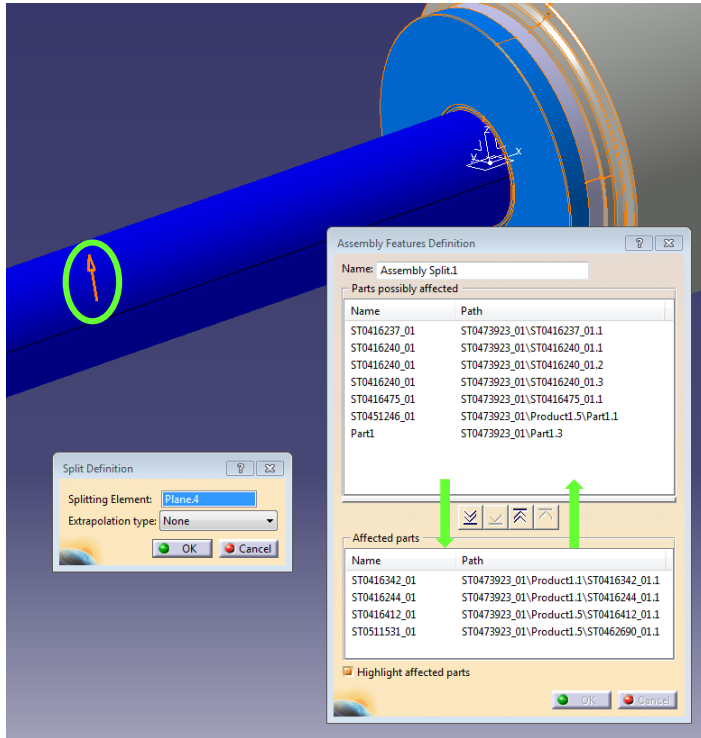 z
x
y
Assembly Features Definition
Name: Assembly Split.1
Parts possibly affected
Name Path
ST0416237_01 ST0473923_01\ST0416237_01.1
ST0416240_01 ST0473923_01\ST0416240_01.1
ST0416240_01 ST0473923_01\ST0416240_01.2
ST0416240_01 ST0473923_01\ST0416240_01.3
ST0416475_01 ST0473923_01\ST0416475_01.1
ST0451246_01 ST0473923_01\Product1.5\Part1.1
Part1 ST0473923_01\Part1.3
Split Definition
Splitting Element: Plane.4
Extrapolation type: None
OK Cancel
Affected parts
Name Path
ST0416342_01 ST0473923_01\Product1.1\ST0416342_01.1
ST0416244_01 ST0473923_01\Product1.1\ST0416244_01.1
ST0416412_01 ST0473923_01\Product1.5\ST0416412_01.1
ST0511531_01 ST0473923_01\Product1.5\ST0462690_01.1
Highlight affected parts
OK Cancel